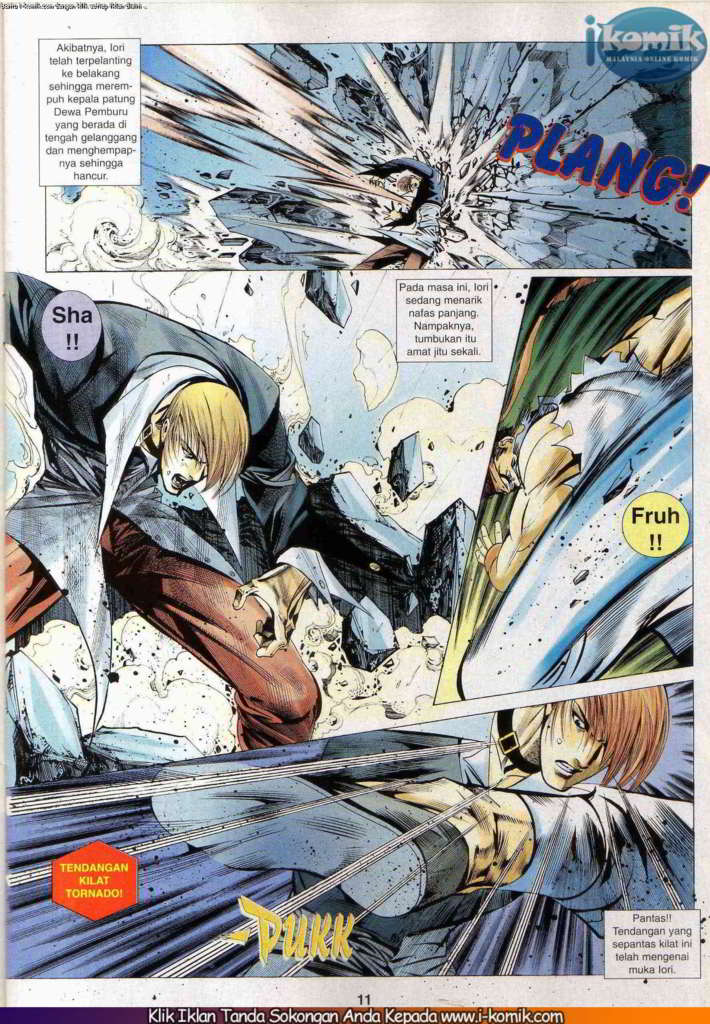 ikomik
MALAYSIA ONLINE KOMIK
Akibatnya, Iori
telah terpelanting
ke belakang
sehingga merem-
puh kepala patung
Dewa Pemburu
yang berada di
tengah gelanggang
dan menghempap-
nya sehingga
hancur.
PLANG!
Sha
!!
Pada masa ini, Iori
sedang menarik
nafas panjang.
Nampaknya,
tumbukan itu
amat jitu sekali.
Fruh
!!
TENDANGAN
KILAT
TORNADO!
DUKK
Pantas!!
Tendangan yang
sepantas kilat ini
telah mengenai
muka Iori.
11
Klik Iklan Tanda Sokongan Anda Kepada www.i-komik.com